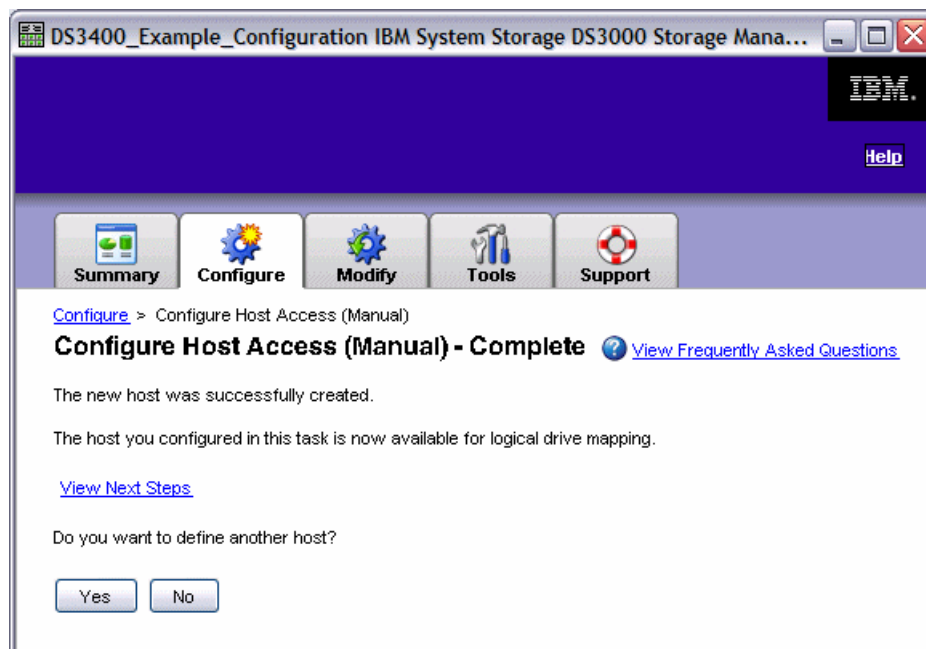 DS3400_Example_Configuration IBM System Storage DS3000 Storage Mana...
IBM.
Help
Summary
Configure
Modify
Tools
Support
Configure > Configure Host Access (Manual)
Configure Host Access (Manual) - Complete ? View Frequently Asked Questions
The new host was successfully created.
The host you configured in this task is now available for logical drive mapping.
View Next Steps
Do you want to define another host?
Yes
No